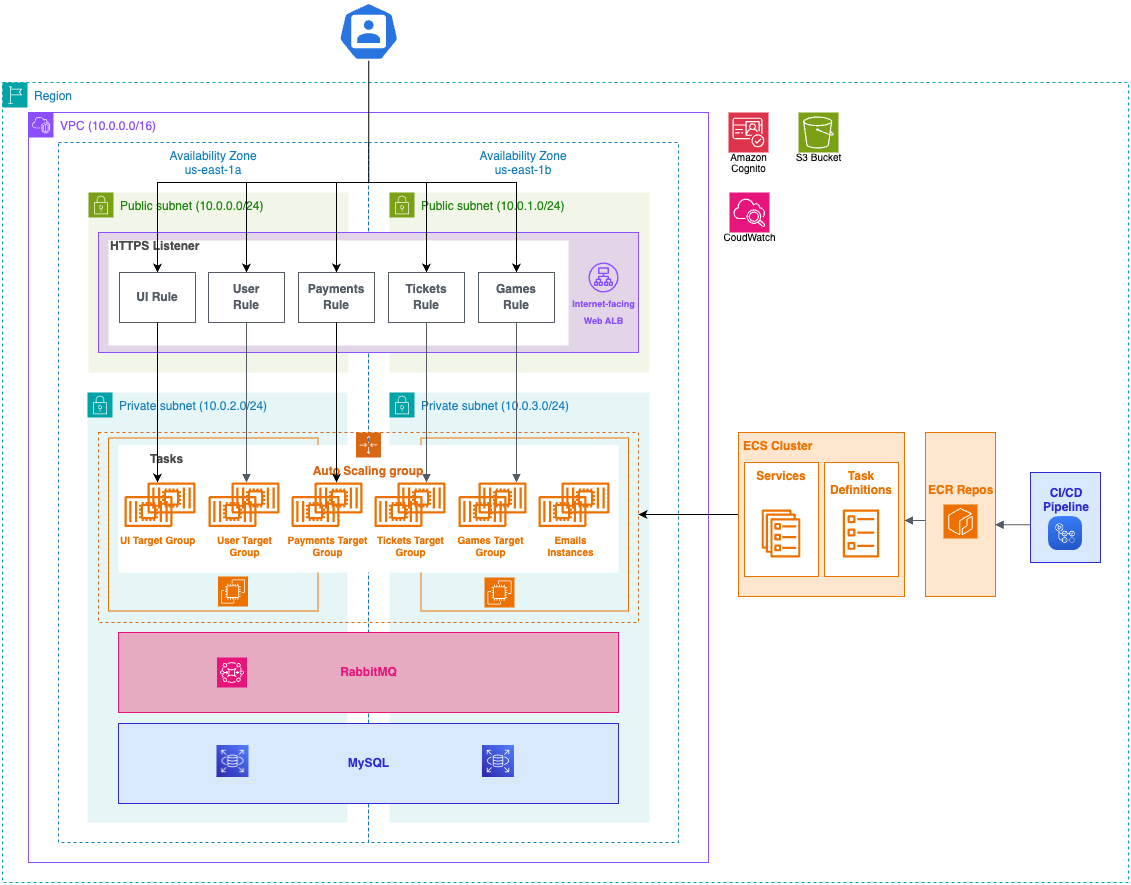 Region
VPC (10.0.0.0/16)
Availability Zone
us-east-1a
Availability Zone
us-east-1b
Amazon
Cognito
S3 Bucket
CoudWatch
Public subnet (10.0.0.0/24)
Public subnet (10.0.1.0/24)
HTTPS Listener
UI Rule
User
Rule
Payments
Rule
Tickets
Rule
Games
Rule
Internet-facing
Web ALB
Private subnet (10.0.2.0/24)
Private subnet (10.0.3.0/24)
Tasks
Auto Scaling group
UI Target Group
User Target
Group
Payments Target
Group
Tickets Target
Group
Games Target
Group
Emails
Instances
ECS Cluster
Services
Task
Definitions
ECR Repos
CI/CD
Pipeline
RabbitMQ
MySQL